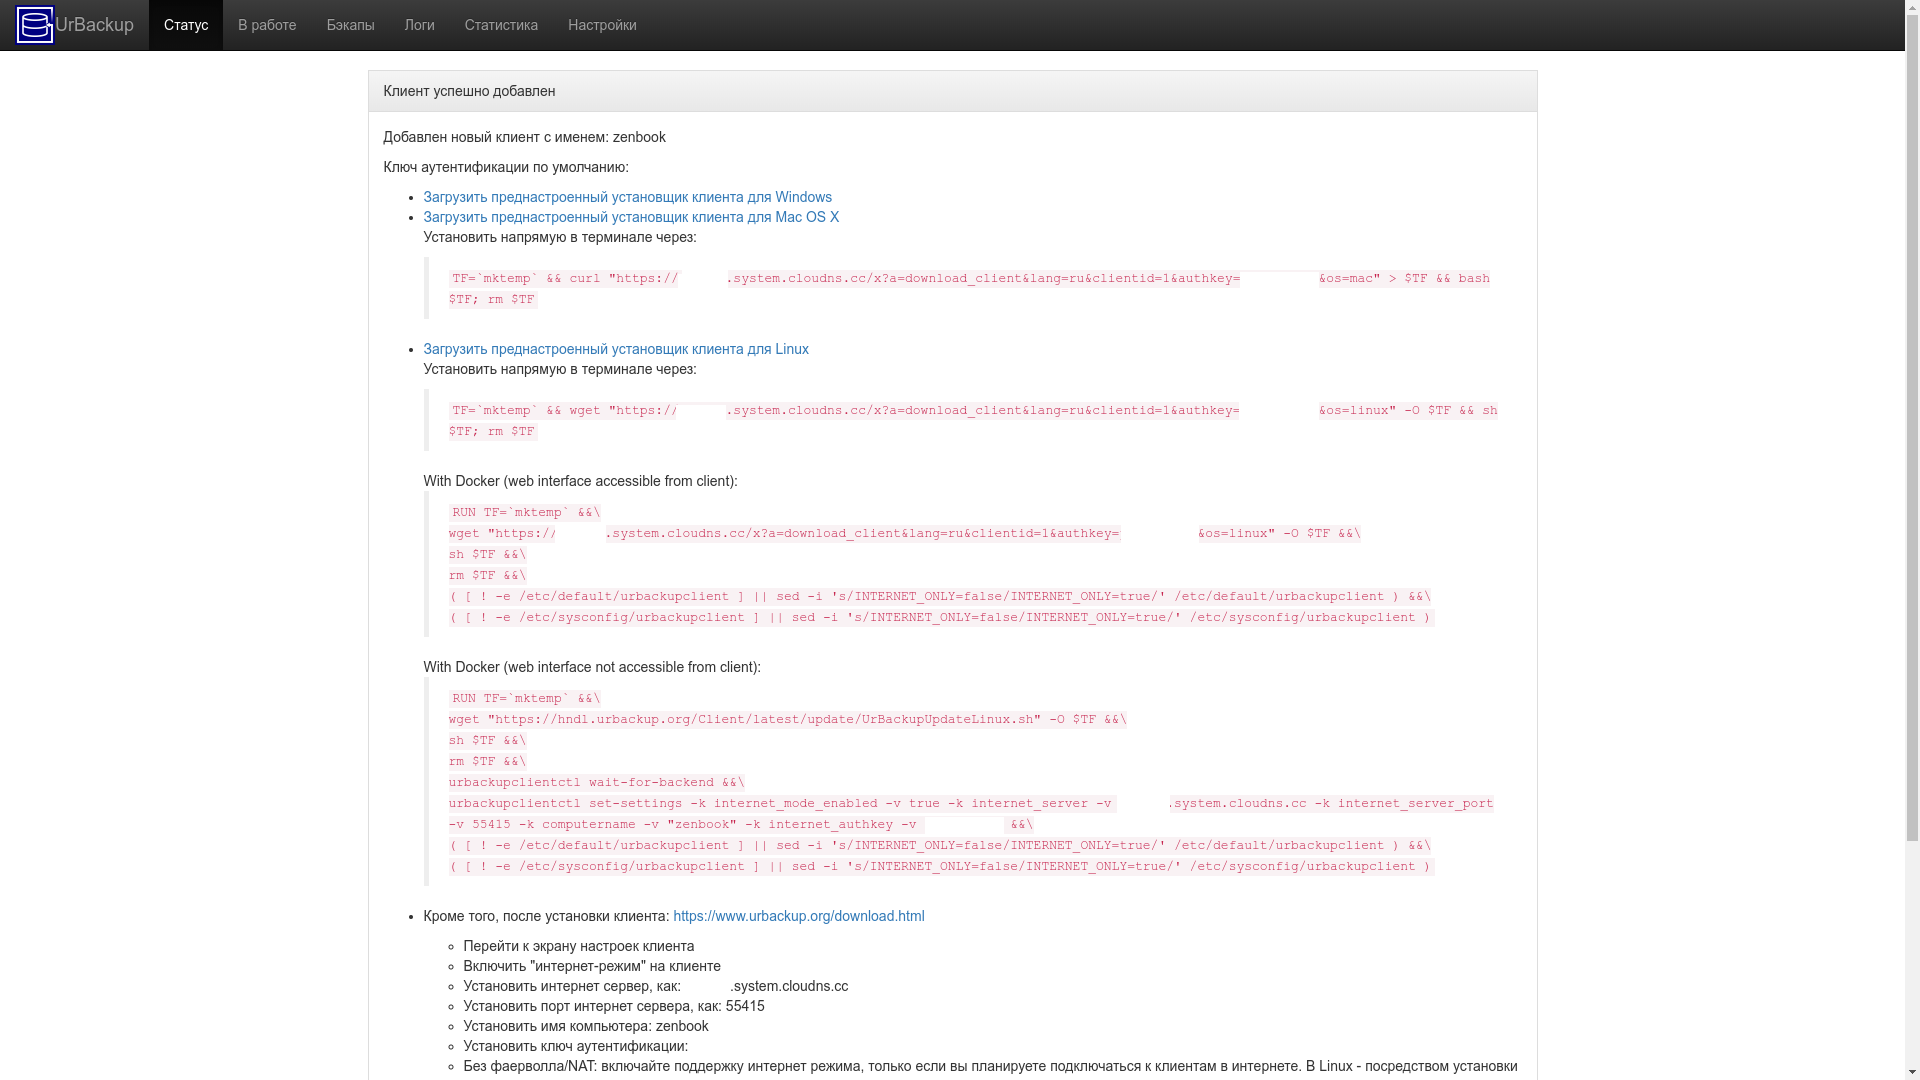 UrBackup Статус В работе Бэкапы Логи Статистика Настройки
Клиент успешно добавлен
Добавлен новый клиент с именем: zenbook
Ключ аутентификации по умолчанию:
Загрузить преднастроенный установщик клиента для Windows
Загрузить преднастроенный установщик клиента для Mac OS X
Установить напрямую в терминале через:
TF=`mktemp` && curl "https:// .system.cloudns.cc/x?a=download_client&lang=ru&clientid=1&authkey= &os=mac" > $TF && bash
$TF; rm $TF
Загрузить преднастроенный установщик клиента для Linux
Установить напрямую в терминале через:
TF=`mktemp` && wget "https:// .system.cloudns.cc/x?a=download_client&lang=ru&clientid=1&authkey= &os=linux" -O $TF && sh
$TF; rm $TF
With Docker (web interface accessible from client):
RUN TF=`mktemp` &&\
wget "https:// .system.cloudns.cc/x?a=download_client&lang=ru&clientid=1&authkey= &os=linux" -O $TF &&\
sh $TF &&\
rm $TF &&\
( [ ! -e /etc/default/urbackupclient ] || sed -i 's/INTERNET_ONLY=false/INTERNET_ONLY=true/' /etc/default/urbackupclient ) &&\
( [ ! -e /etc/sysconfig/urbackupclient ] || sed -i 's/INTERNET_ONLY=false/INTERNET_ONLY=true/' /etc/sysconfig/urbackupclient )
With Docker (web interface not accessible from client):
RUN TF=`mktemp` &&\
wget "https://hndl.urbackup.org/Client/latest/update/UrBackupUpdateLinux.sh" -O $TF &&\
sh $TF &&\
rm $TF &&\
urbackupclientctl wait-for-backend &&\
urbackupclientctl set-settings -k internet_mode_enabled -v true -k internet_server -v .system.cloudns.cc -k internet_server_port
-v 55415 -k computername -v "zenbook" -k internet_authkey -v &&\
( [ ! -e /etc/default/urbackupclient ] || sed -i 's/INTERNET_ONLY=false/INTERNET_ONLY=true/' /etc/default/urbackupclient ) &&\
( [ ! -e /etc/sysconfig/urbackupclient ] || sed -i 's/INTERNET_ONLY=false/INTERNET_ONLY=true/' /etc/sysconfig/urbackupclient )
Кроме того, после установки клиента: https://www.urbackup.org/download.html
Перейти к экрану настроек клиента
Включить "интернет-режим" на клиенте
Установить интернет сервер, как: .system.cloudns.cc
Установить порт интернет сервера, как: 55415
Установить имя компьютера: zenbook
Установить ключ аутентификации:
Без фаерволла/NAT: включайте поддержку интернет режима, только если вы планируете подключаться к клиентам в интернете. В Linux - посредством установки